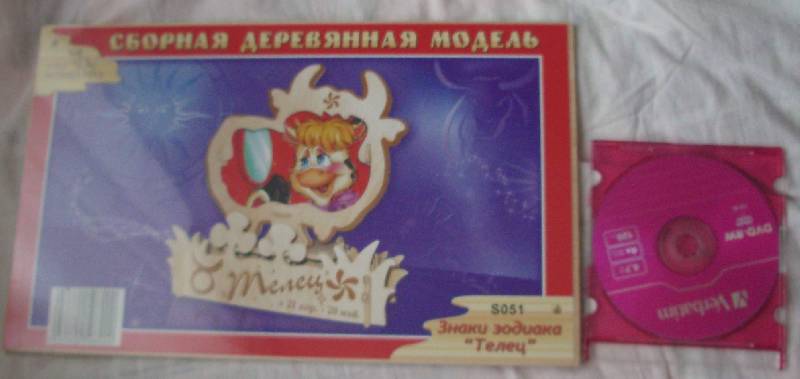 СБОРНАЯ ДЕРЕВЯННАЯ МОДЕЛЬ
Телец
S051
Знаки зодиака
"Телец"
DVD-RW
Verbatim